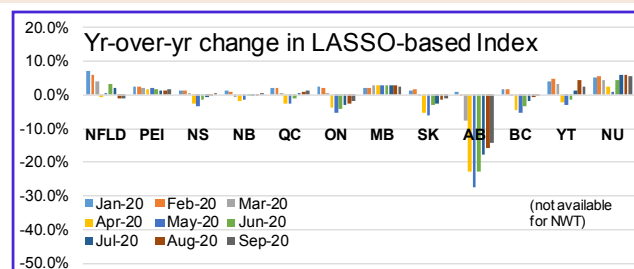 Yr-over-yr change in LASSO-based Index
20.0%
10.0%
0.0%
-10.0%
-20.0%
-30.0%
-40.0%
-50.0%
NFLD PEI NS NB QC ON MB SK AB BC YT NU
Jan-20 Feb-20 Mar-20
Apr-20 May-20 Jun-20
Jul-20 Aug-20 Sep-20
(not available
for NWT)